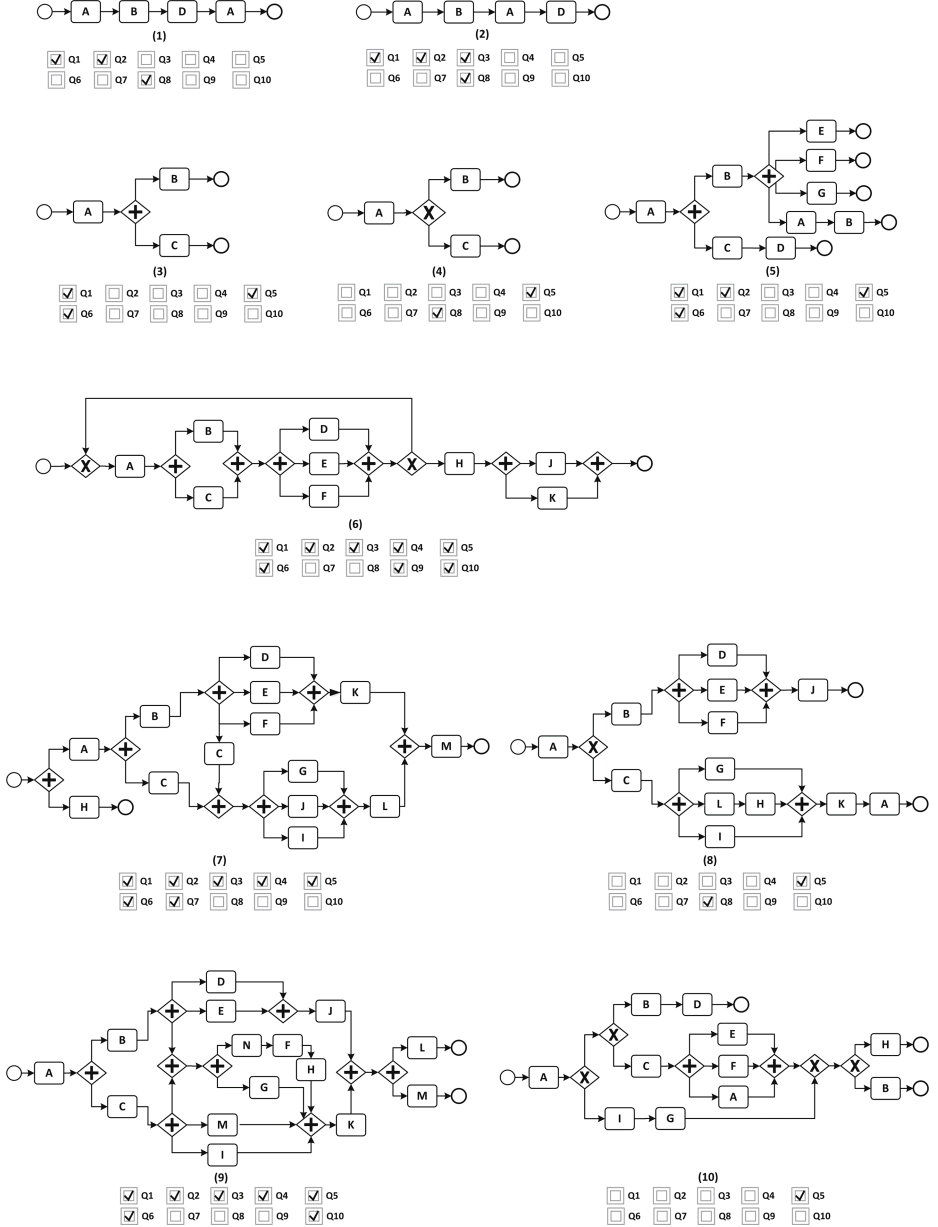 A B D A
(1)
Q1 Q2 Q3 Q4 Q5
Q6 Q7 Q8 Q9 Q10
A B A D
(2)
Q1 Q2 Q3 Q4 Q5
Q6 Q7 Q8 Q9 Q10
B
A
C
(3)
Q1 Q2 Q3 Q4 Q5
Q6 Q7 Q8 Q9 Q10
B
A X
C
(4)
Q1 Q2 Q3 Q4 Q5
Q6 Q7 Q8 Q9 Q10
E
F
B
G
A
A B
C D
(5)
Q1 Q2 Q3 Q4 Q5
Q6 Q7 Q8 Q9 Q10
B D
X A E X H J
C F K
(6)
Q1 Q2 Q3 Q4 Q5
Q6 Q7 Q8 Q9 Q10
D
E K
B F
A C M
C G
H J L
I
(7)
Q1 Q2 Q3 Q4 Q5
Q6 Q7 Q8 Q9 Q10
D
E J
B F
A X
C G
L H K A
I
(8)
Q1 Q2 Q3 Q4 Q5
Q6 Q7 Q8 Q9 Q10
D
E J
B
N F L
A H
G
C M
M K
I
(9)
Q1 Q2 Q3 Q4 Q5
Q6 Q7 Q8 Q9 Q10
B D
X E H
C F X X
A X A B
I G
(10)
Q1 Q2 Q3 Q4 Q5
Q6 Q7 Q8 Q9 Q10